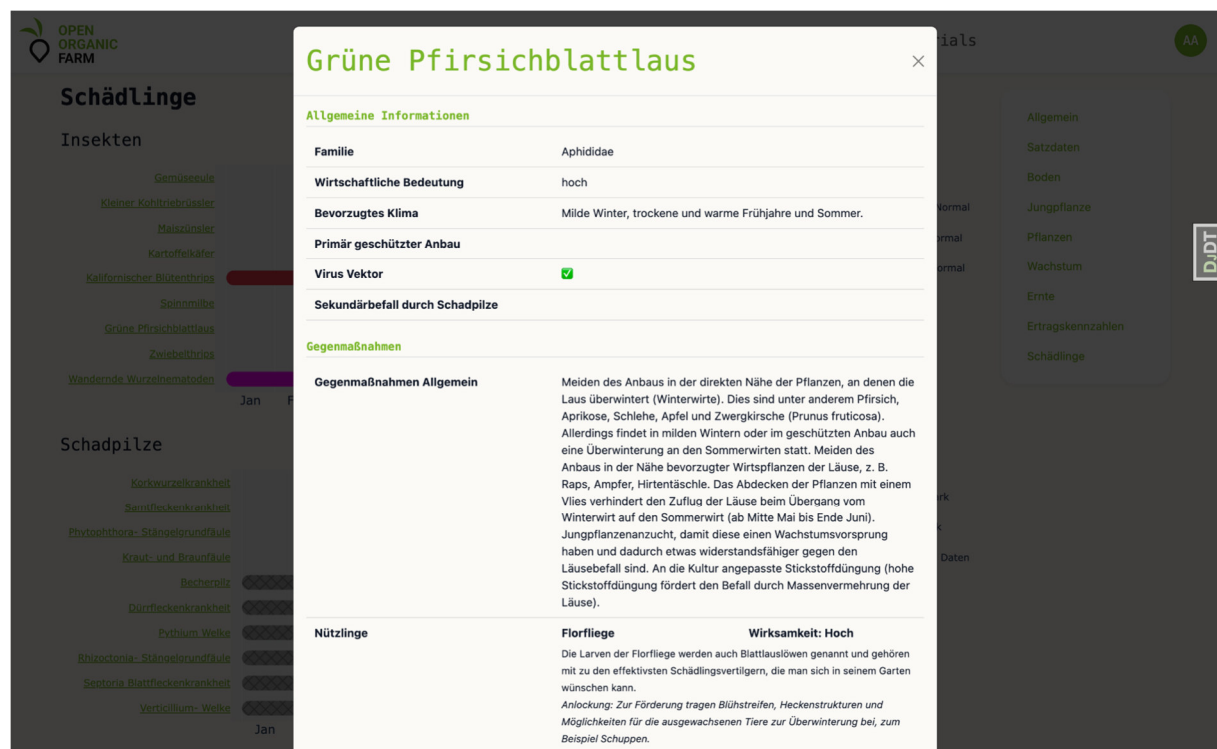 OPEN
ORGANIC
FARM
rials
AA
Schädlinge
Insekten
Gemüseeule
Kleiner Kohltriebrüssler
Maiszünsler
Kartoffelkäfer
Kalifornischer Blütenthrips
Spinnmilbe
Grüne Pfirsichblattlaus
Zwiebelthrips
Wandernde Wurzelnematoden
Jan F
Schadpilze
Korkwurzelkrankheit
Samtfleckenkrankheit
Phytophthora- Stängelgrundfäule
Kraut- und Braunfäule
Becherpilz
Dürrfleckenkrankheit
Pythium Welke
Rhizoctonia- Stängelgrundfäule
Septoria Blattfleckenkrankheit
Verticillium- Welke
Jan
Grüne Pfirsichblattlaus
×
Allgemeine Informationen
Familie Aphididae
Wirtschaftliche Bedeutung hoch
Bevorzugtes Klima Milde Winter, trockene und warme Frühjahre und Sommer.
Primär geschützter Anbau
Virus Vektor ✅
Sekundärbefall durch Schadpilze
Gegenmaßnahmen
Gegenmaßnahmen Allgemein Meiden des Anbaus in der direkten Nähe der Pflanzen, an denen die
Laus überwintert (Winterwirte). Dies sind unter anderem Pfirsich,
Aprikose, Schlehe, Apfel und Zwergkirsche (Prunus fruticosa).
Allerdings findet in milden Wintern oder im geschützten Anbau auch
eine Überwinterung an den Sommerwirten statt. Meiden des
Anbaus in der Nähe bevorzugter Wirtspflanzen der Läuse, z. B.
Raps, Ampfer, Hirtentäschle. Das Abdecken der Pflanzen mit einem
Vlies verhindert den Zuflug der Läuse beim Übergang vom
Winterwirt auf den Sommerwirt (ab Mitte Mai bis Ende Juni).
Jungpflanzenanzucht, damit diese einen Wachstumsvorsprung
haben und dadurch etwas widerstandsfähiger gegen den
Läusebefall sind. An die Kultur angepasste Stickstoffdüngung (hohe
Stickstoffdüngung fördert den Befall durch Massenvermehrung der
Läuse).
Nützlinge Florfliege Wirksamkeit: Hoch
Die Larven der Florfliege werden auch Blattlauslöwen genannt und gehören
mit zu den effektivsten Schädlingsvertilgern, die man sich in seinem Garten
wünschen kann.
Anlockung: Zur Förderung tragen Blühstreifen, Heckenstrukturen und
Möglichkeiten für die ausgewachsenen Tiere zur Überwinterung bei, zum
Beispiel Schuppen.
Normal
ormal
ormal
rk
k
Daten
Allgemein
Satzdaten
Boden
Jungpflanze
Pflanzen
Wachstum
Ernte
Ertragskennzahlen
Schädlinge
DJDT